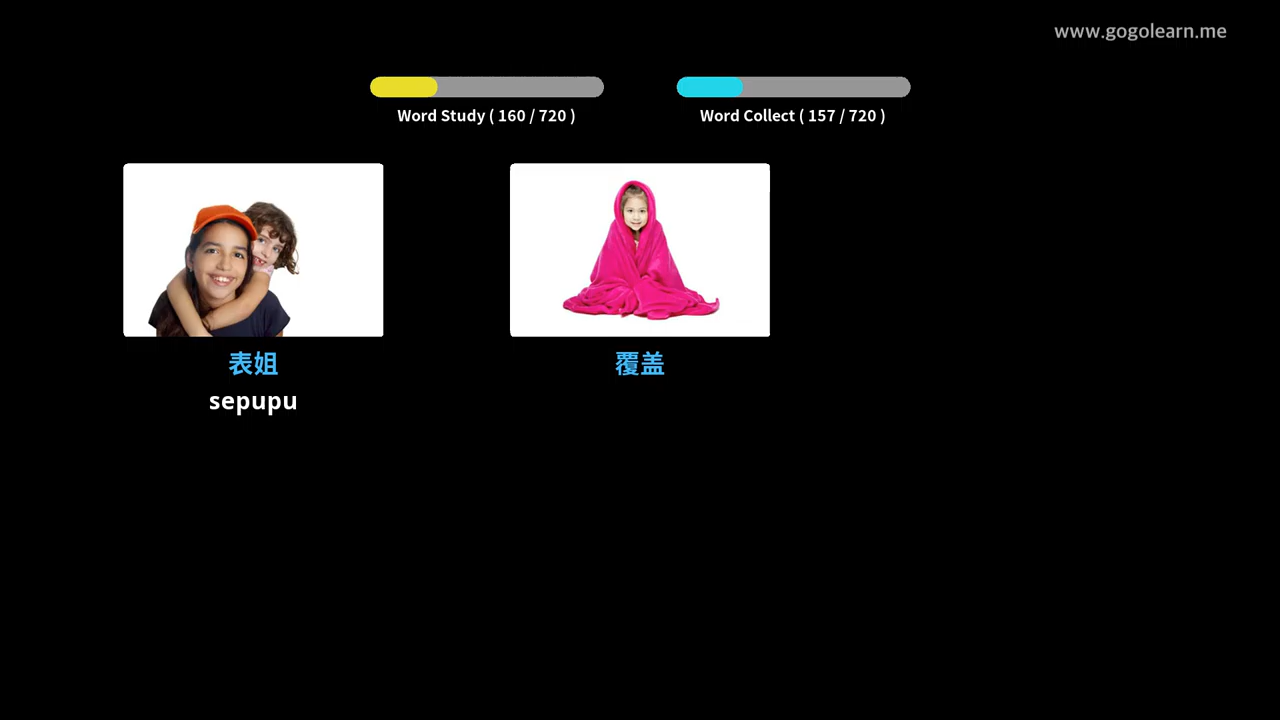 www.gogolearn.me
Word Study ( 160 / 720 )
Word Collect ( 157 / 720 )
表姐
sepupu
覆盖